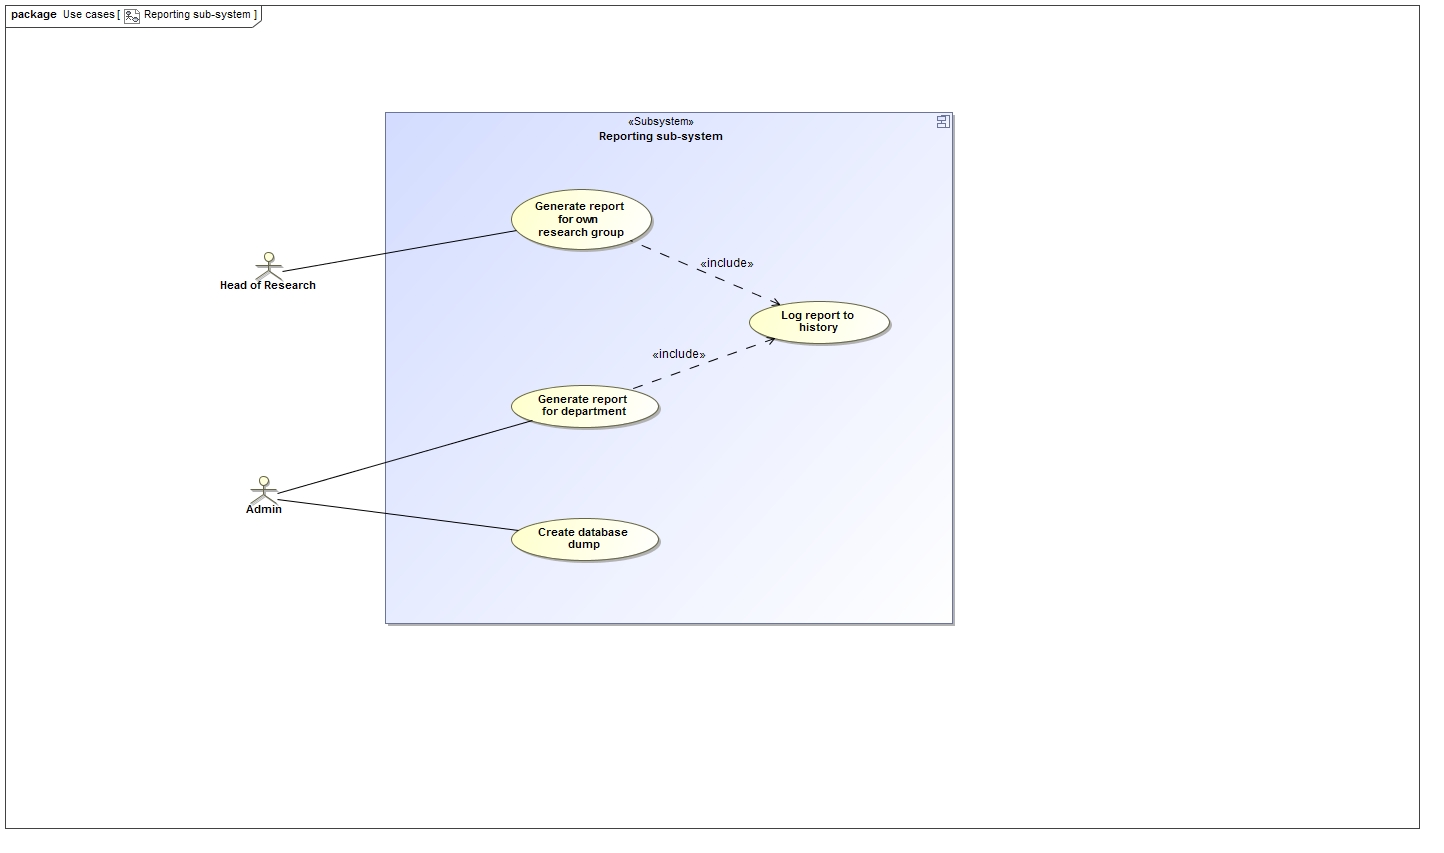 package Use cases [ Reporting sub-system ]
«Subsystem»
Reporting sub-system
Generate report
for own
research group
«include»
Head of Research
Log report to
history
«include»
Generate report
for department
Admin
Create database
dump